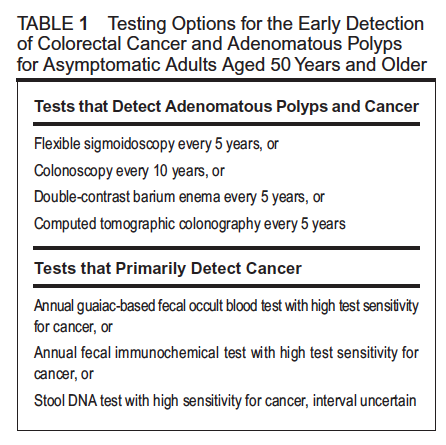 TABLE 1 Testing Options for the Early Detection
of Colorectal Cancer and Adenomatous Polyps
for Asymptomatic Adults Aged 50 Years and Older
Tests that Detect Adenomatous Polyps and Cancer
Flexible sigmoidoscopy every 5 years, or
Colonoscopy every 10 years, or
Double-contrast barium enema every 5 years, or
Computed tomographic colonography every 5 years
Tests that Primarily Detect Cancer
Annual guaiac-based fecal occult blood test with high test sensitivity
for cancer, or
Annual fecal immunochemical test with high test sensitivity for
cancer, or
Stool DNA test with high sensitivity for cancer, interval uncertain